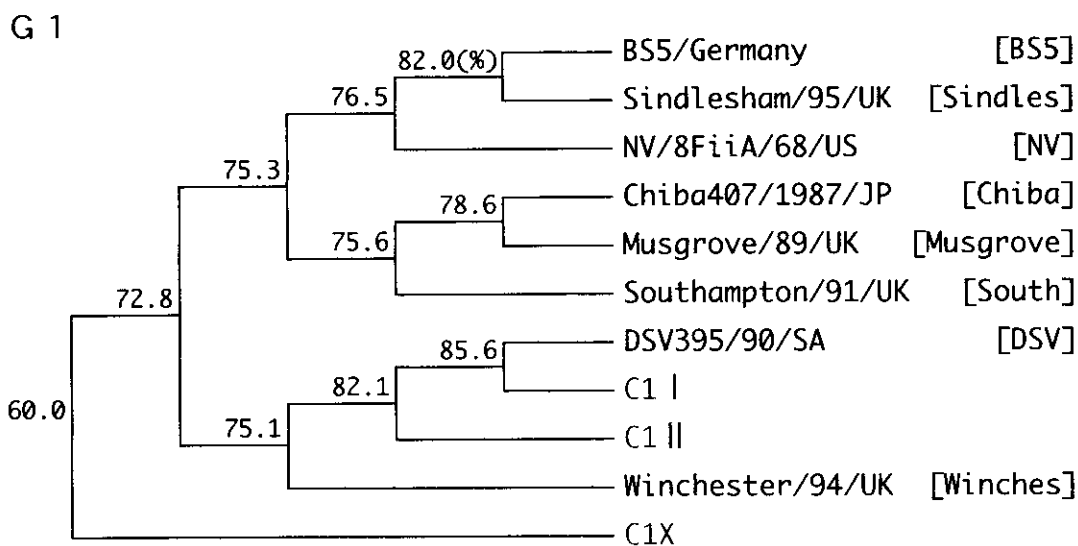 G 1
82.0(%) BS5/Germany [BS5]
76.5 Sindlesham/95/UK [Sindles]
NV/8FiiA/68/US [NV]
75.3
78.6 Chiba407/1987/JP [Chiba]
75.6 Musgrove/89/UK [Musgrove]
72.8 Southampton/91/UK [South]
85.6 DSV395/90/SA [DSV]
82.1 C1 I
60.0
75.1 C1 II
Winchester/94/UK [Winches]
C1X